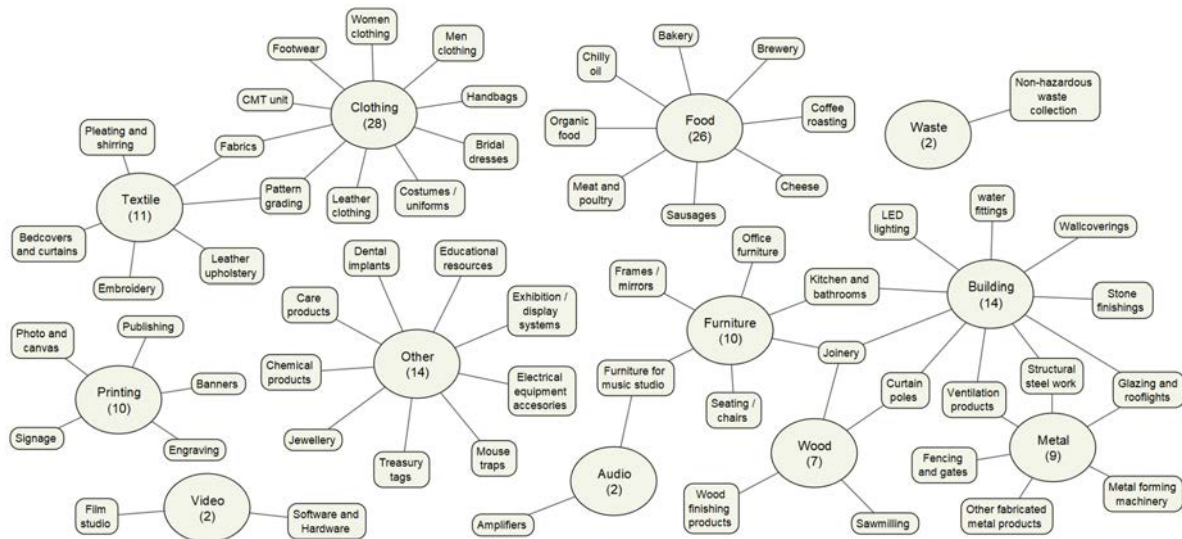 Women
clothing
Men
clothing
Footwear
CMT unit
Clothing
(28)
Handbags
Bridal
dresses
Costumes /
uniforms
Leather
clothing
Pattern
grading
Fabrics
Pleating and
shirring
Textile
(11)
Bedcovers
and curtains
Embroidery
Leather
upholstery
Bakery
Brewery
Chilly
oil
Organic
food
Food
(26)
Coffee
roasting
Meat and
poultry
Sausages
Cheese
Waste
(2)
Non-hazardous
waste
collection
LED
lighting
water
fittings
Wallcoverings
Building
(14)
Stone
finishings
Office
furniture
Frames /
mirrors
Kitchen and
bathrooms
Furniture
(10)
Joinery
Furniture for
music studio
Seating /
chairs
Curtain
poles
Ventilation
products
Structural
steel work
Glazing and
rooflights
Dental
implants
Educational
resources
Care
products
Exhibition /
display
systems
Other
(14)
Chemical
products
Electrical
equipment
accesories
Jewellery
Treasury
tags
Mouse
traps
Photo and
canvas
Publishing
Printing
(10)
Banners
Signage
Engraving
Video
(2)
Film
studio
Software and
Hardware
Audio
(2)
Amplifiers
Wood
(7)
Wood
finishing
products
Sawmilling
Metal
(9)
Fencing
and gates
Other fabricated
metal products
Metal forming
machinery